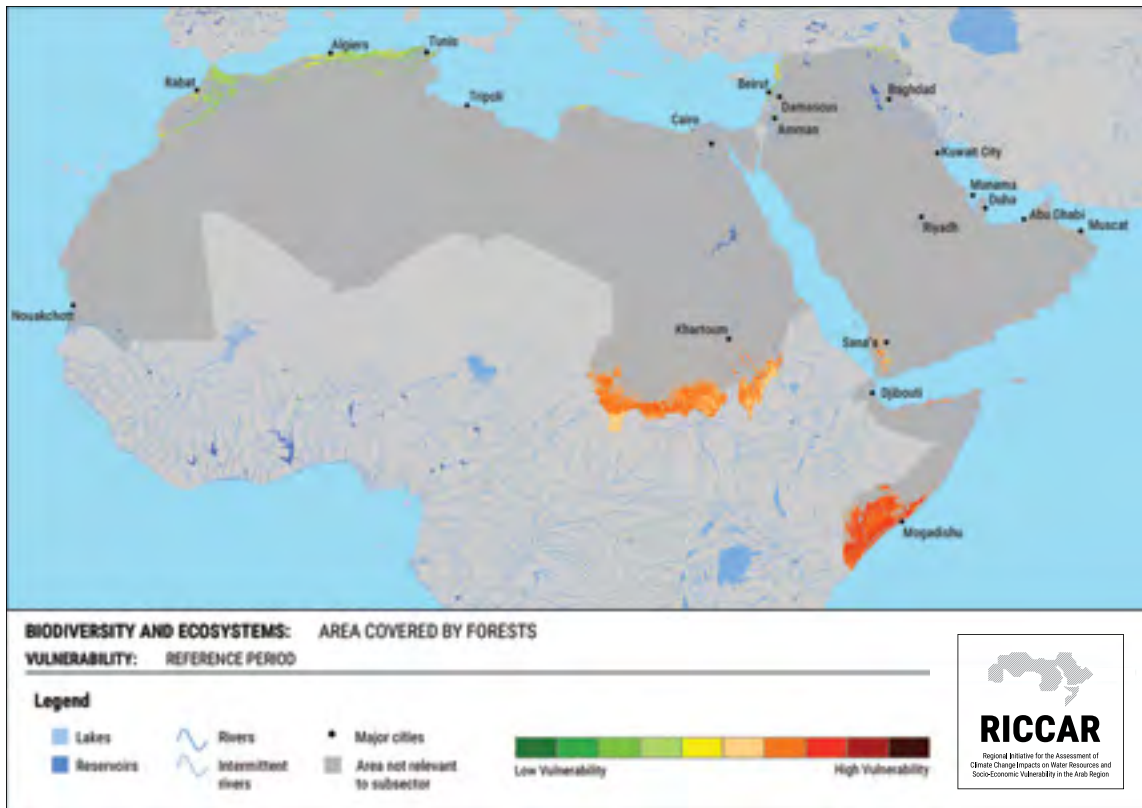 Algiers
Tunis
Rabat
Tripoli
Beirut
Damascus
Amman
Baghdad
Cairo
Kuwait City
Manama
Doha
Abu Dhabi
Muscat
Riyadh
Nouakchott
Khartoum
Sana'a
Djibouti
Mogadishu
BIODIVERSITY AND ECOSYSTEMS: AREA COVERED BY FORESTS
VULNERABILITY: REFERENCE PERIOD
Legend
Lakes
Reservoirs
Rivers
Intermittent
rivers
Major cities
Area not relevant
to subsector
Low Vulnerability
High Vulnerability
RICCAR
Regional Initiative for the Assessment of
Climate Change Impacts on Water Resources and
Socio-Economic Vulnerability in the Arab Region